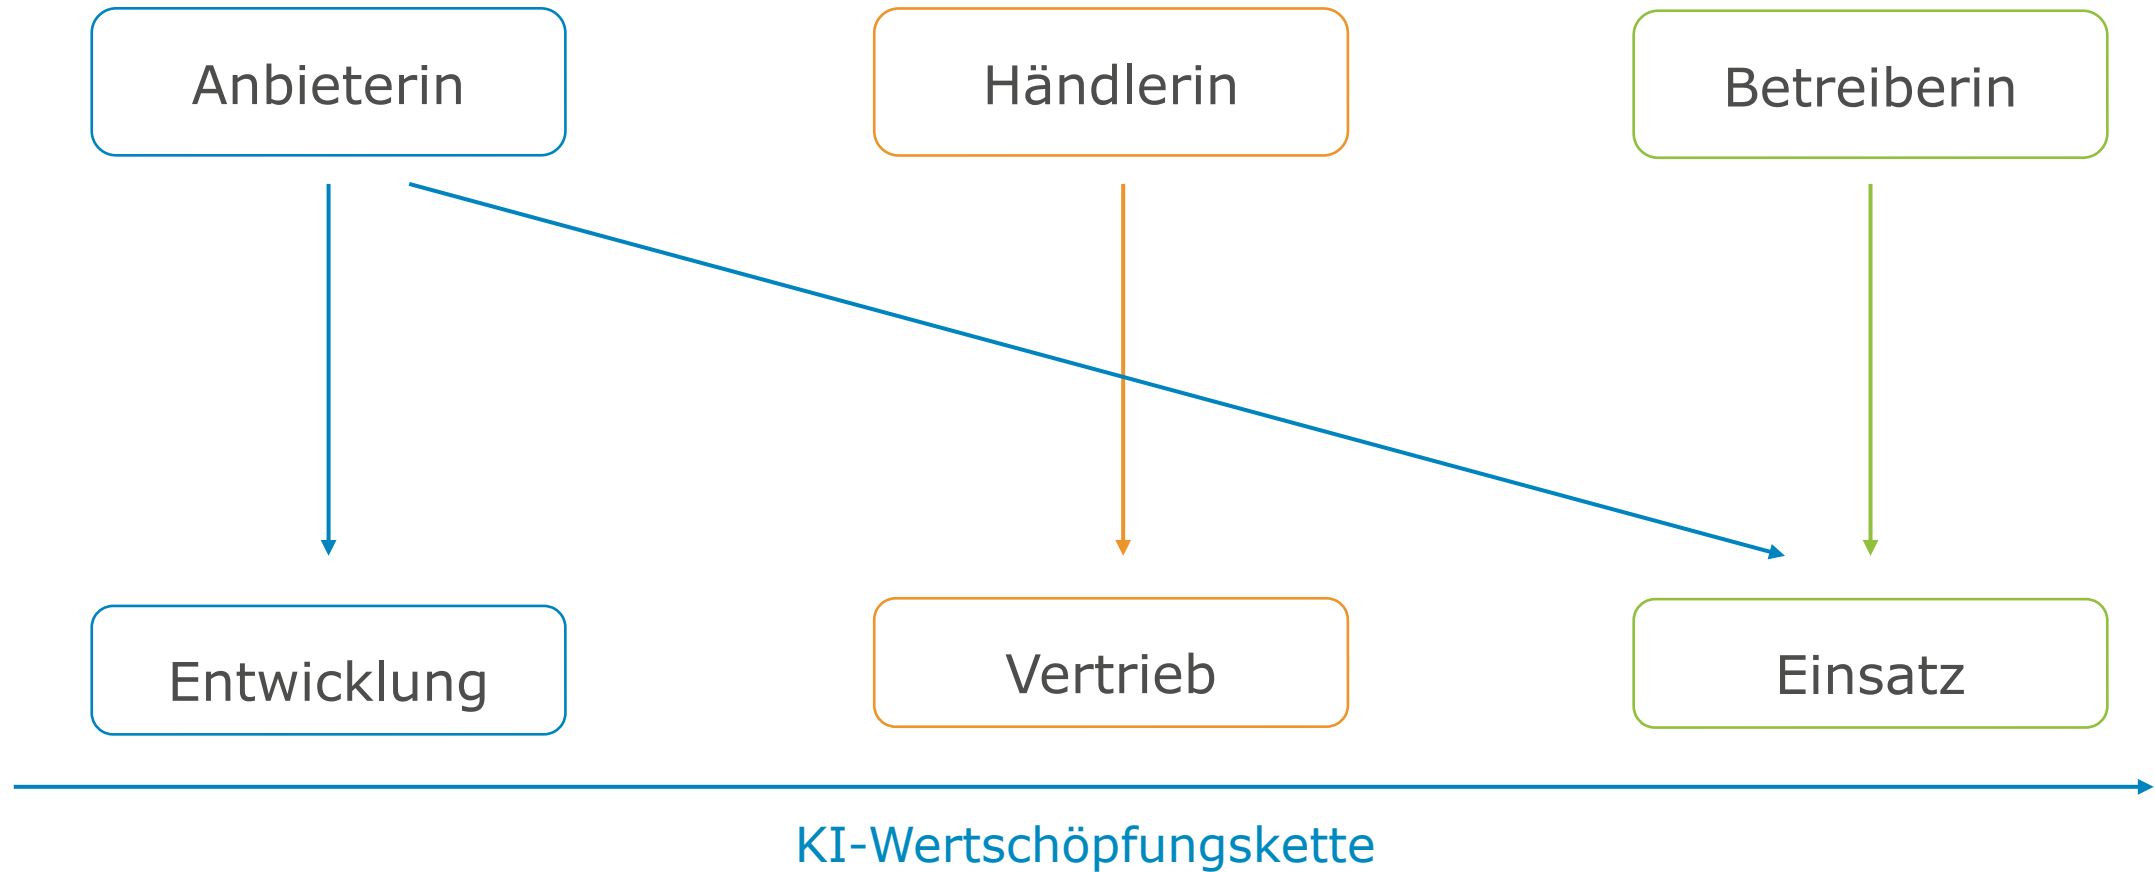 Anbieterin
Händlerin
Betreiberin
Entwicklung
Vertrieb
Einsatz
KI-Wertschöpfungskette